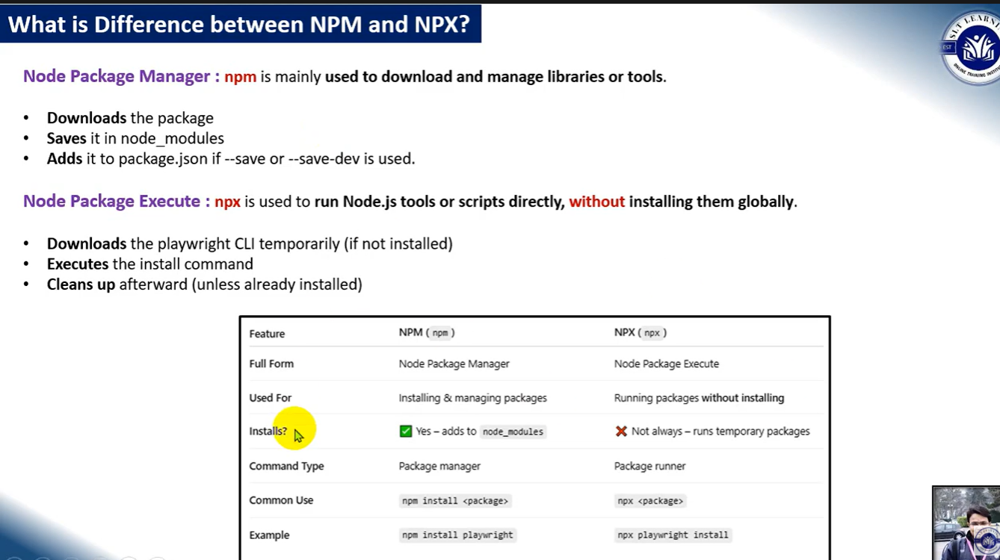 What is Difference between NPM and NPX?
SLT LEARNI
EST
ONLINE TRAINING INSTIT
Node Package Manager : npm is mainly used to download and manage libraries or tools.
• Downloads the package
• Saves it in node_modules
• Adds it to package.json if --save or --save-dev is used.
Node Package Execute : npx is used to run Node.js tools or scripts directly, without installing them globally.
• Downloads the playwright CLI temporarily (if not installed)
• Executes the install command
• Cleans up afterward (unless already installed)
Feature NPM ( npm ) NPX ( npx )
Full Form Node Package Manager Node Package Execute
Used For Installing & managing packages Running packages without installing
Installs? ✅ Yes – adds to node_modules ❌ Not always – runs temporary packages
Command Type Package manager Package runner
Common Use npm install <package> npx <package>
Example npm install playwright npx playwright install